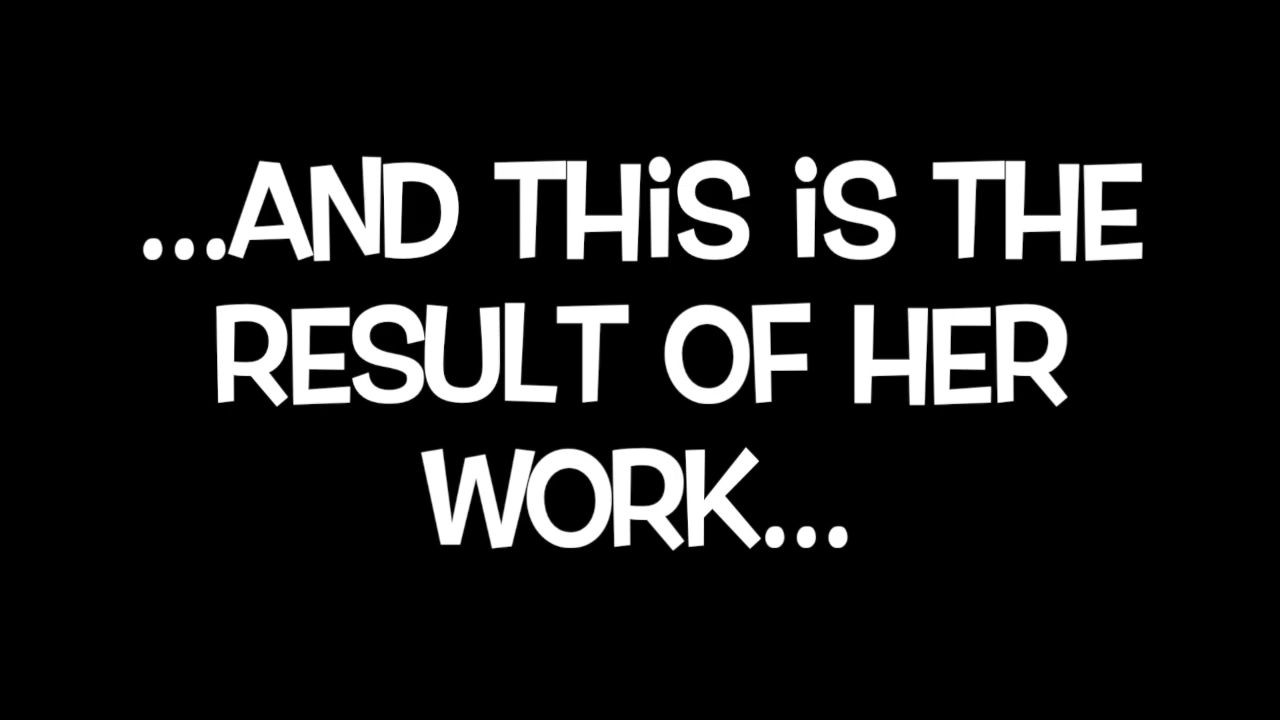 ...AND THiS iS THE
RESULT OF HER
WORK...